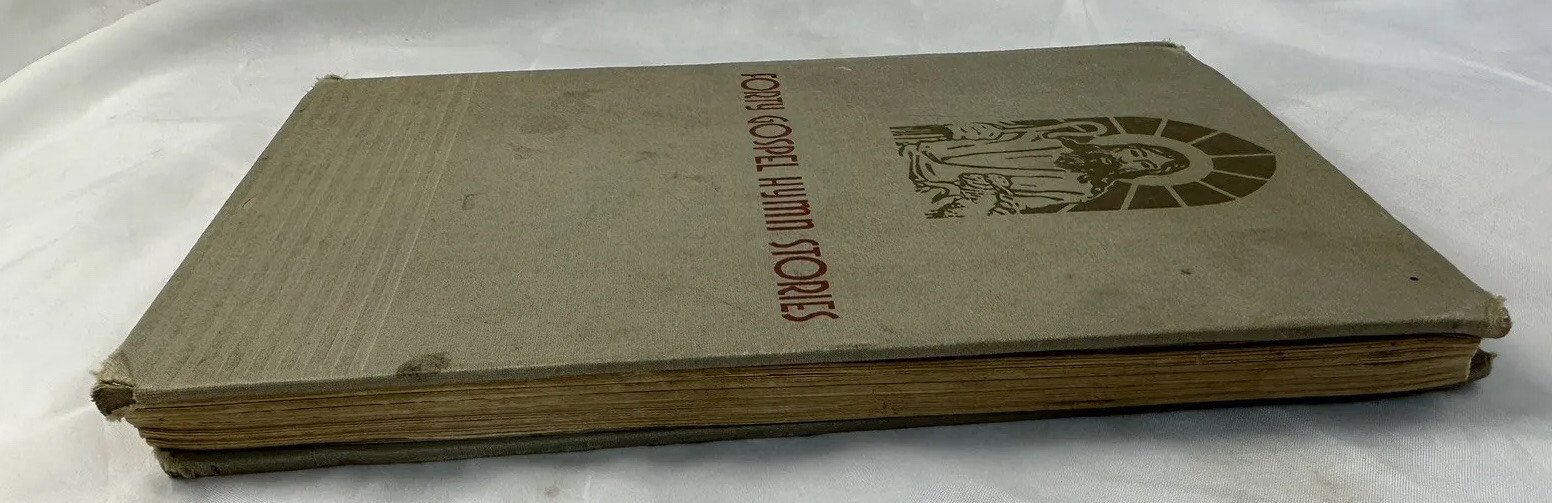 FORTY GOSPEL HYMN STORIES